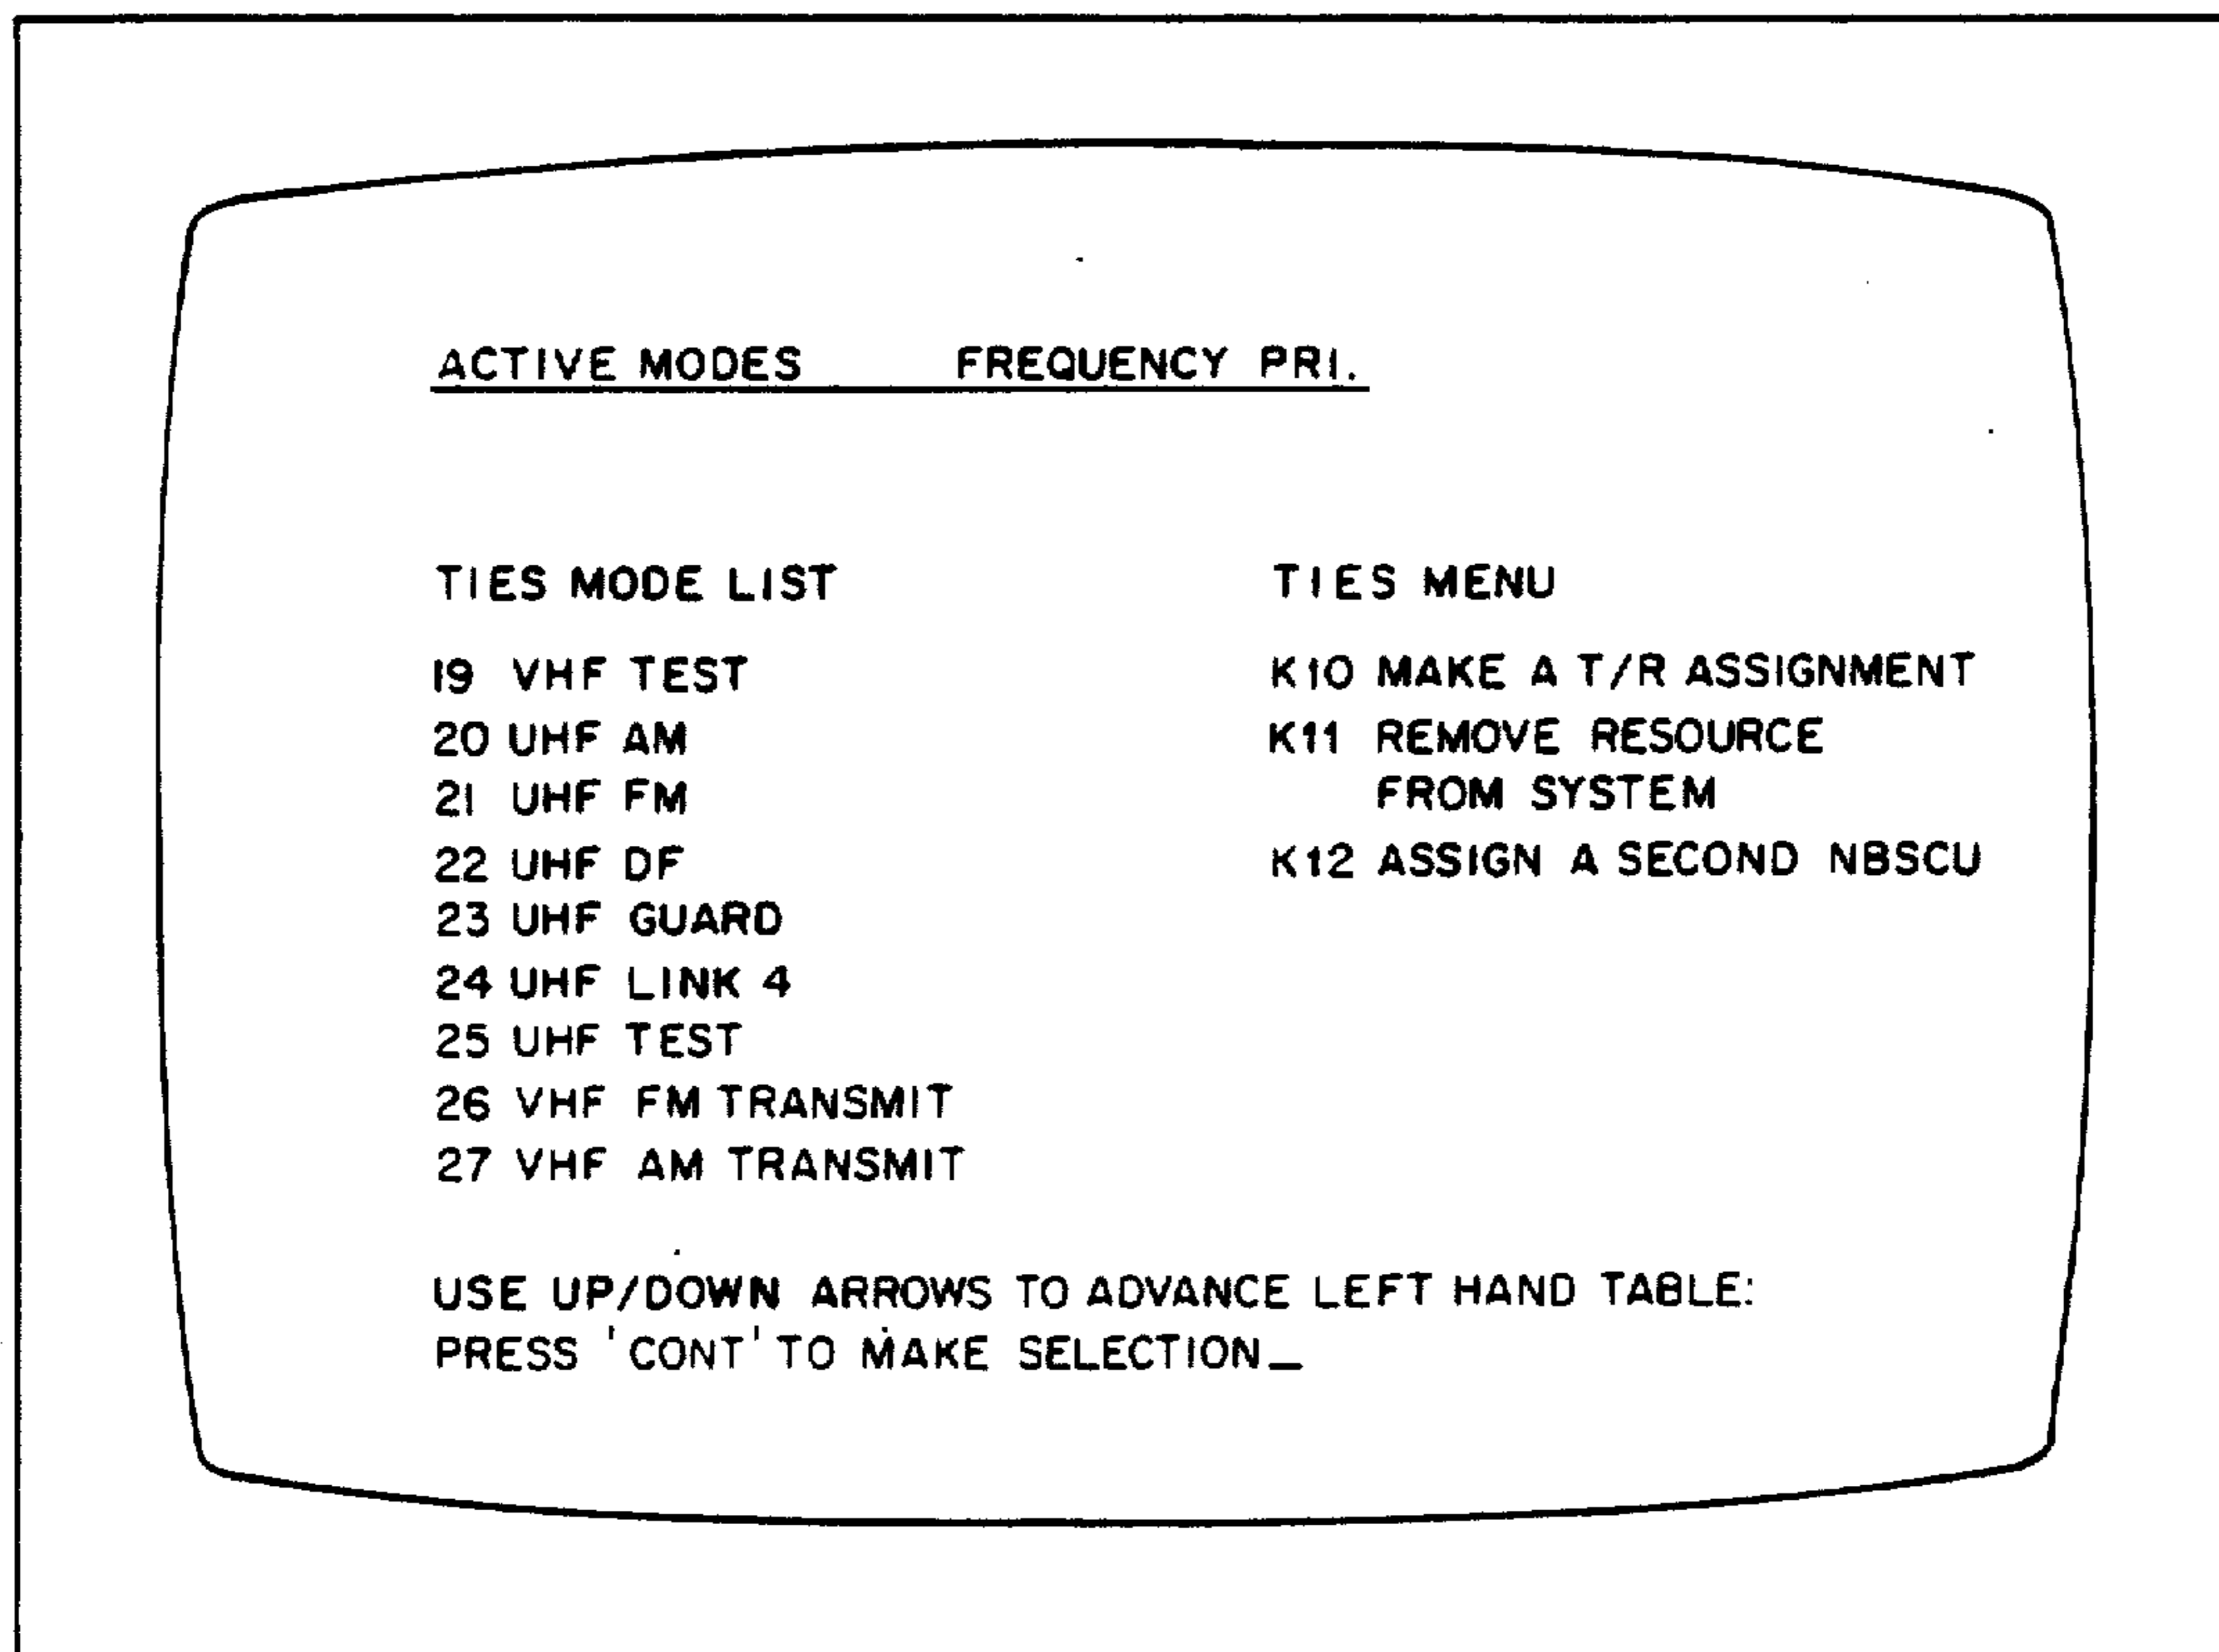 ACTIVE MODES FREQUENCY PRI.
TIES MODE LIST
19 VHF TEST
20 UHF AM
21 UHF FM
22 UHF DF
23 UHF GUARD
24 UHF LINK 4
25 UHF TEST
26 VHF FM TRANSMIT
27 VHF AM TRANSMIT
TIES MENU
K10 MAKE A T/R ASSIGNMENT
K11 REMOVE RESOURCE
FROM SYSTEM
K12 ASSIGN A SECOND NBSCU
USE UP/DOWN ARROWS TO ADVANCE LEFT HAND TABLE:
PRESS 'CONT' TO MAKE SELECTION_